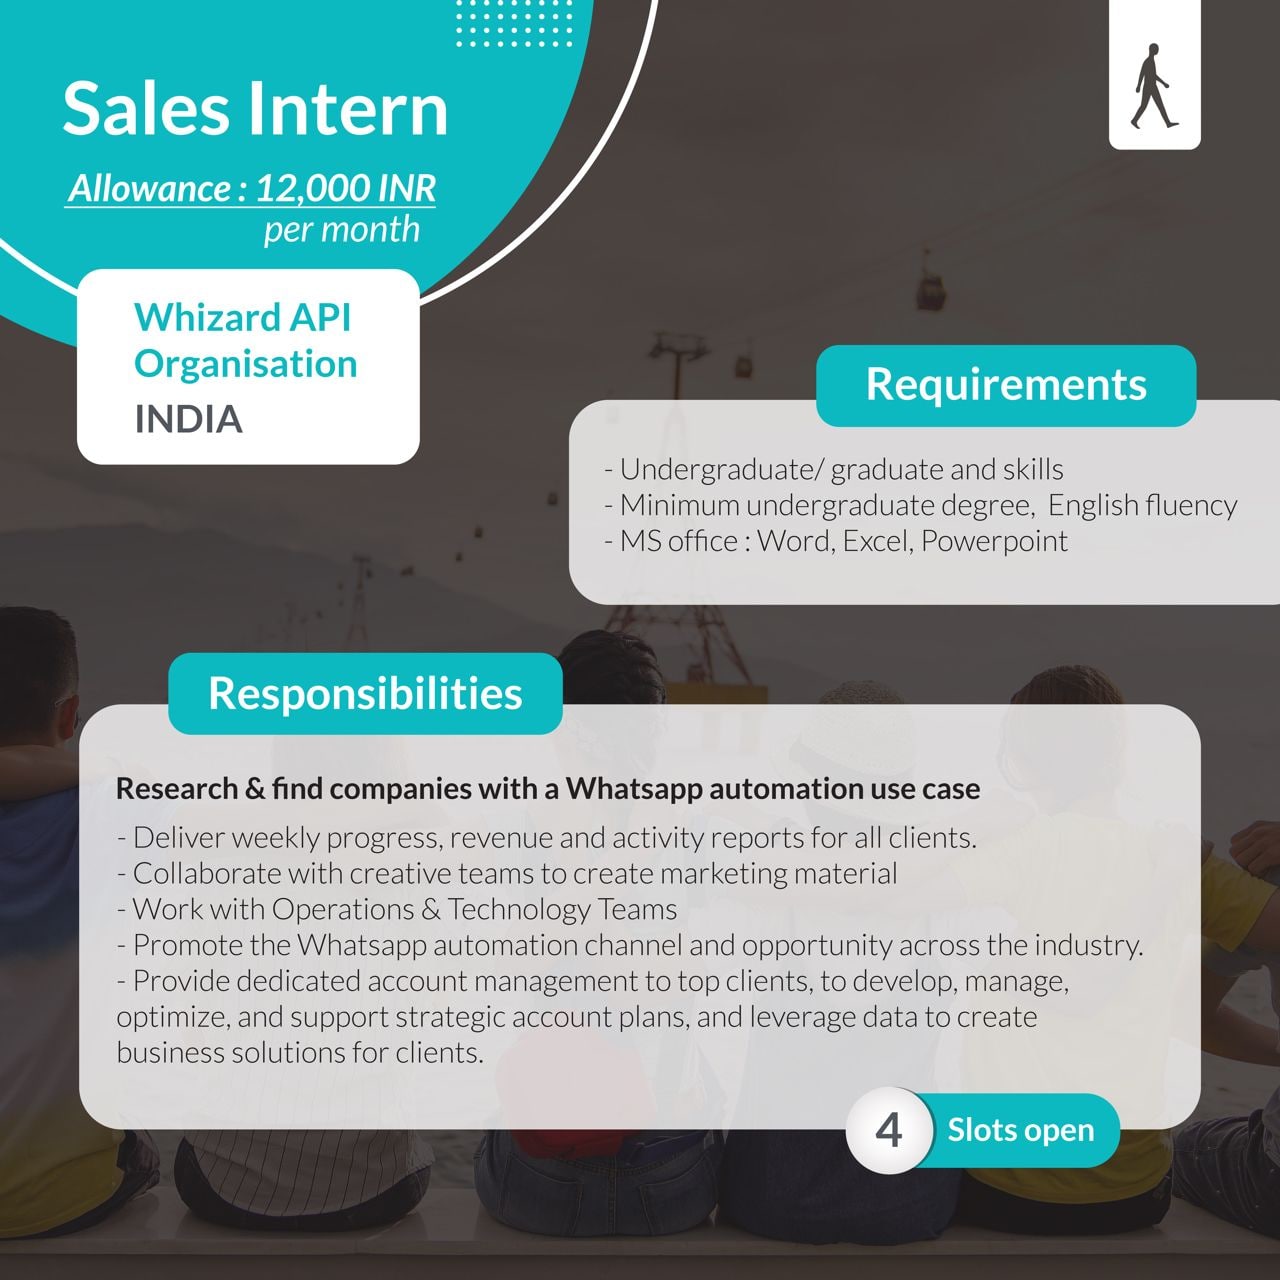 Sales Intern
Allowance : 12,000 INR
per month
Whizard API
Organisation
INDIA
Requirements
- Undergraduate/ graduate and skills
- Minimum undergraduate degree,  English fluency
- MS office : Word, Excel, Powerpoint
Responsibilities
Research & find companies with a Whatsapp automation use case
- Deliver weekly progress, revenue and activity reports for all clients.
- Collaborate with creative teams to create marketing material
- Work with Operations & Technology Teams
- Promote the Whatsapp automation channel and opportunity across the industry.
- Provide dedicated account management to top clients, to develop, manage,
optimize, and support strategic account plans, and leverage data to create
business solutions for clients.
4 Slots open